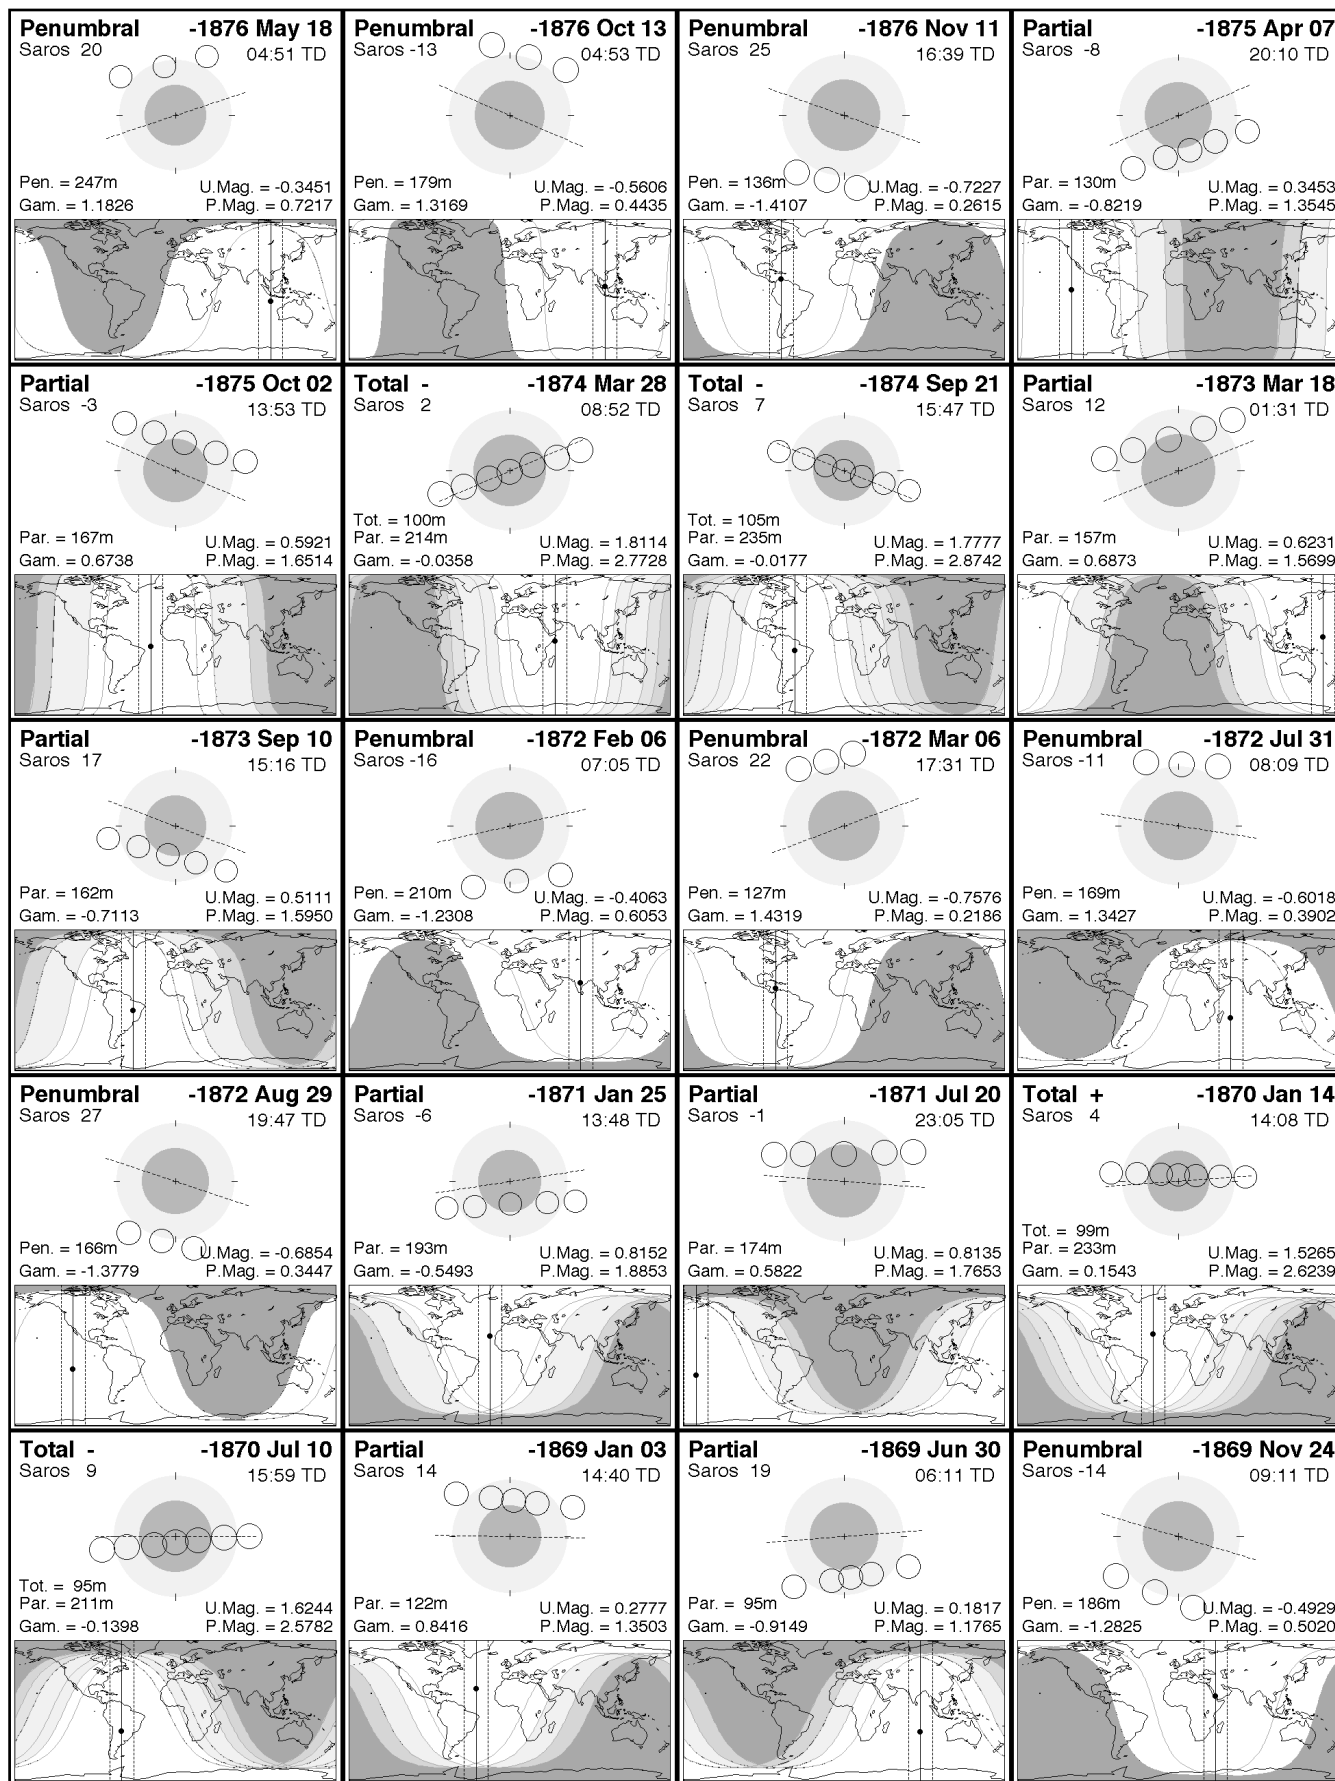 Penumbral -1876 May 18
Saros 20 04:51 TD
Pen. = 247m U.Mag. = -0.3451
Gam. = 1.1826 P.Mag. = 0.7217
Penumbral -1876 Oct 13
Saros -13 04:53 TD
Pen. = 179m U.Mag. = -0.5606
Gam. = 1.3169 P.Mag. = 0.4435
Penumbral -1876 Nov 11
Saros 25 16:39 TD
Pen. = 136m U.Mag. = -0.7227
Gam. = -1.4107 P.Mag. = 0.2615
Partial -1875 Apr 07
Saros -8 20:10 TD
Par. = 130m U.Mag. = 0.3453
Gam. = -0.8219 P.Mag. = 1.3545
Partial -1875 Oct 02
Saros -3 13:53 TD
Par. = 167m U.Mag. = 0.5921
Gam. = 0.6738 P.Mag. = 1.6514
Total - -1874 Mar 28
Saros 2 08:52 TD
Tot. = 100m
Par. = 214m U.Mag. = 1.8114
Gam. = -0.0358 P.Mag. = 2.7728
Total - -1874 Sep 21
Saros 7 15:47 TD
Tot. = 105m
Par. = 235m U.Mag. = 1.7777
Gam. = -0.0177 P.Mag. = 2.8742
Partial -1873 Mar 18
Saros 12 01:31 TD
Par. = 157m U.Mag. = 0.6231
Gam. = 0.6873 P.Mag. = 1.5699
Partial -1873 Sep 10
Saros 17 15:16 TD
Par. = 162m U.Mag. = 0.5111
Gam. = -0.7113 P.Mag. = 1.5950
Penumbral -1872 Feb 06
Saros -16 07:05 TD
Pen. = 210m U.Mag. = -0.4063
Gam. = -1.2308 P.Mag. = 0.6053
Penumbral -1872 Mar 06
Saros 22 17:31 TD
Pen. = 127m U.Mag. = -0.7576
Gam. = 1.4319 P.Mag. = 0.2186
Penumbral -1872 Jul 31
Saros -11 08:09 TD
Pen. = 169m U.Mag. = -0.6018
Gam. = 1.3427 P.Mag. = 0.3902
Penumbral -1872 Aug 29
Saros 27 19:47 TD
Pen. = 166m U.Mag. = -0.6854
Gam. = -1.3779 P.Mag. = 0.3447
Partial -1871 Jan 25
Saros -6 13:48 TD
Par. = 193m U.Mag. = 0.8152
Gam. = -0.5493 P.Mag. = 1.8853
Partial -1871 Jul 20
Saros -1 23:05 TD
Par. = 174m U.Mag. = 0.8135
Gam. = 0.5822 P.Mag. = 1.7653
Total + -1870 Jan 14
Saros 4 14:08 TD
Tot. = 99m
Par. = 233m U.Mag. = 1.5265
Gam. = 0.1543 P.Mag. = 2.6239
Total - -1870 Jul 10
Saros 9 15:59 TD
Tot. = 95m
Par. = 211m U.Mag. = 1.6244
Gam. = -0.1398 P.Mag. = 2.5782
Partial -1869 Jan 03
Saros 14 14:40 TD
Par. = 122m U.Mag. = 0.2777
Gam. = 0.8416 P.Mag. = 1.3503
Partial -1869 Jun 30
Saros 19 06:11 TD
Par. = 95m U.Mag. = 0.1817
Gam. = -0.9149 P.Mag. = 1.1765
Penumbral -1869 Nov 24
Saros -14 09:11 TD
Pen. = 186m U.Mag. = -0.4929
Gam. = -1.2825 P.Mag. = 0.5020